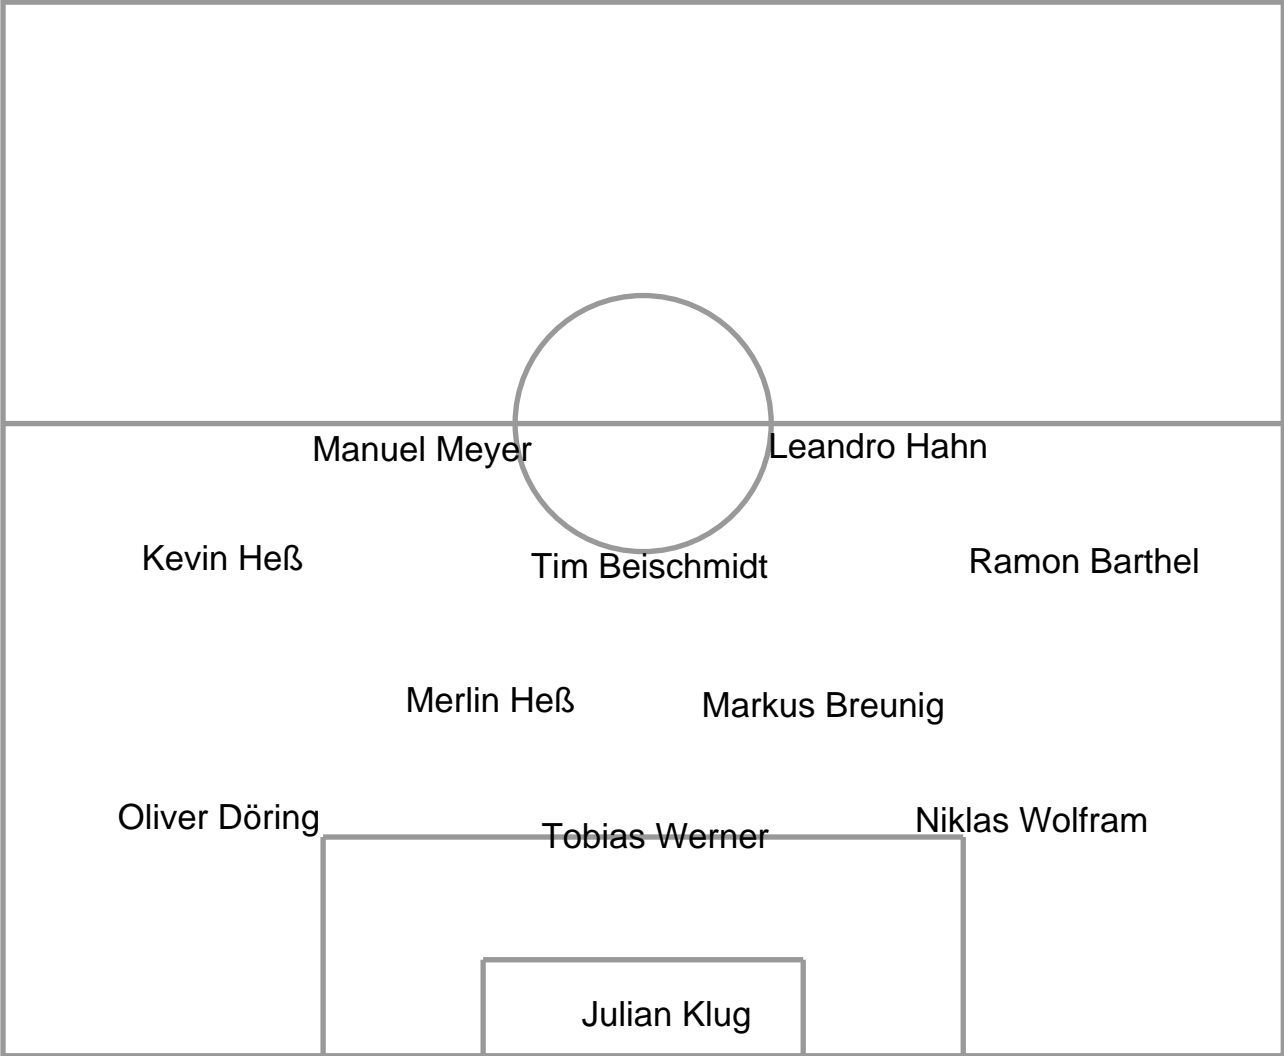 Manuel Meyer
Leandro Hahn
Kevin Heß
Tim Beischmidt
Ramon Barthel
Merlin Heß
Markus Breunig
Oliver Döring
Tobias Werner
Niklas Wolfram
Julian Klug